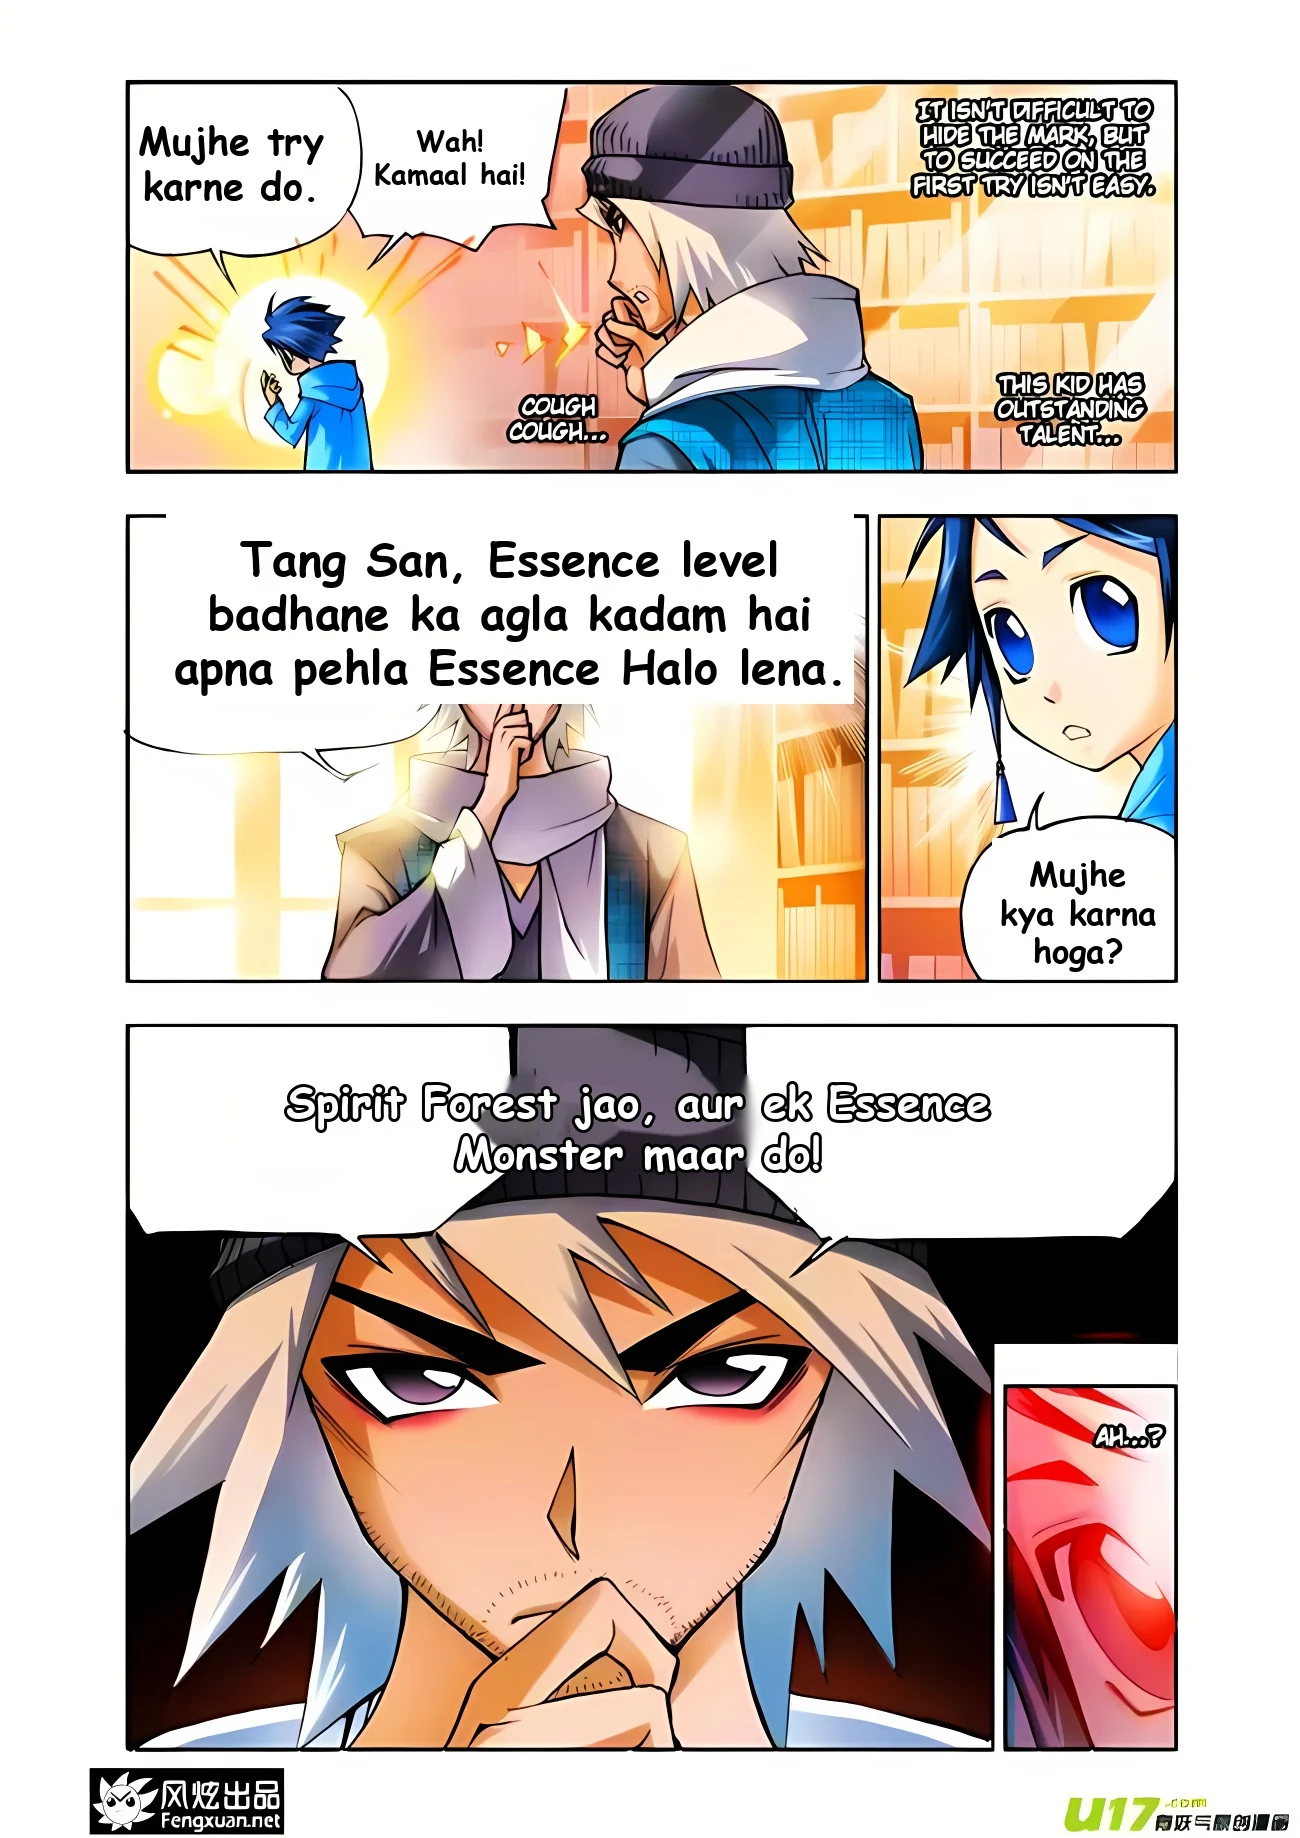 Mujhe try
karne do.
Wah!
Kamaal hai!
IT ISN'T DIFFICULT TO
HIDE THE MARK, BUT
TO SUCCEED ON THE
FIRST TRY ISN'T EASY.
COUGH
COUGH...
THIS KID HAS
OUTSTANDING
TALENT...
Tang San, Essence level
badhane ka agla kadam hai
apna pehla Essence Halo lena.
Mujhe
kya karna
hoga?
Spirit Forest jao, aur ek Essence
Monster maar do!
AH...?
风炫出品
Fengxuan.net
U17.com